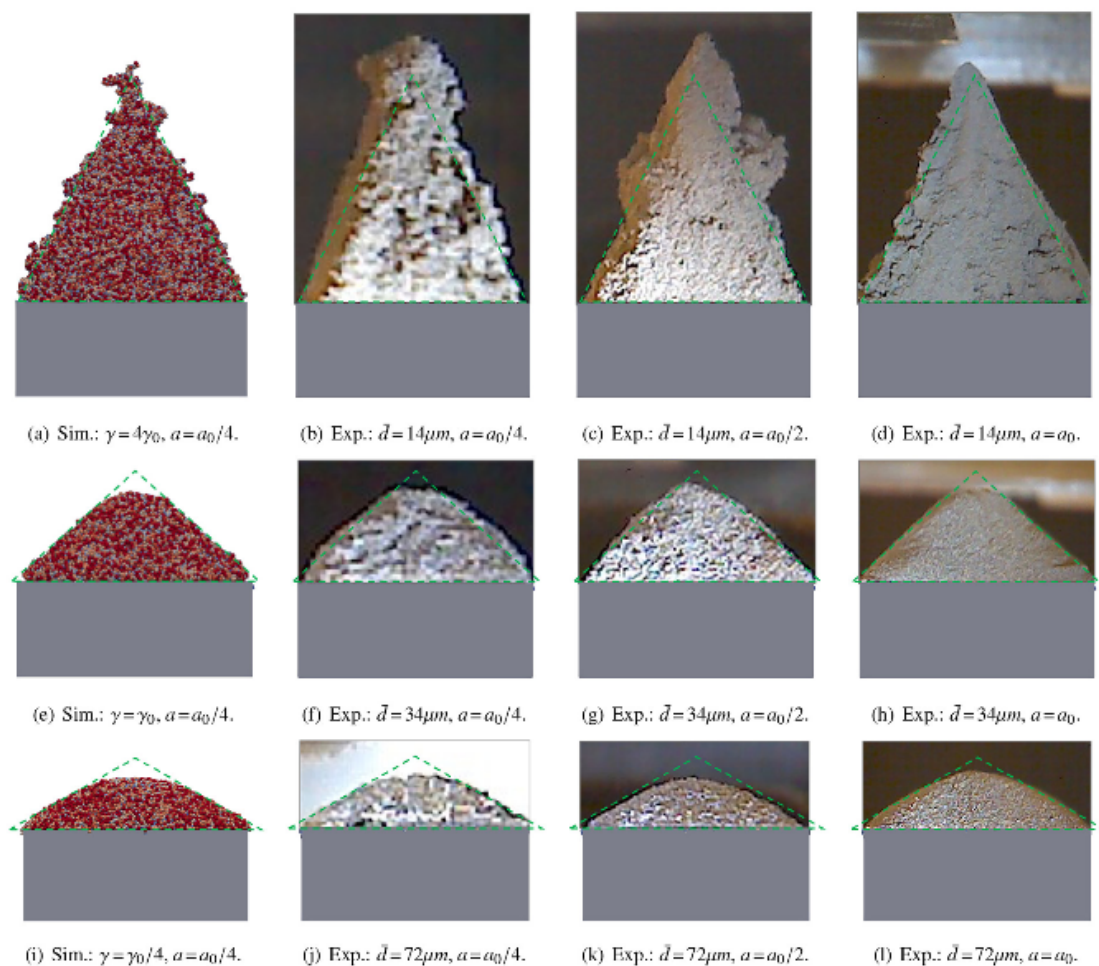 (a) Sim.: γ=4γ₀, a=a₀/4.
(b) Exp.: d̄=14μm, a=a₀/4.
(c) Exp.: d̄=14μm, a=a₀/2.
(d) Exp.: d̄=14μm, a=a₀.
(e) Sim.: γ=γ₀, a=a₀/4.
(f) Exp.: d̄=34μm, a=a₀/4.
(g) Exp.: d̄=34μm, a=a₀/2.
(h) Exp.: d̄=34μm, a=a₀.
(i) Sim.: γ=γ₀/4, a=a₀/4.
(j) Exp.: d̄=72μm, a=a₀/4.
(k) Exp.: d̄=72μm, a=a₀/2.
(l) Exp.: d̄=72μm, a=a₀.